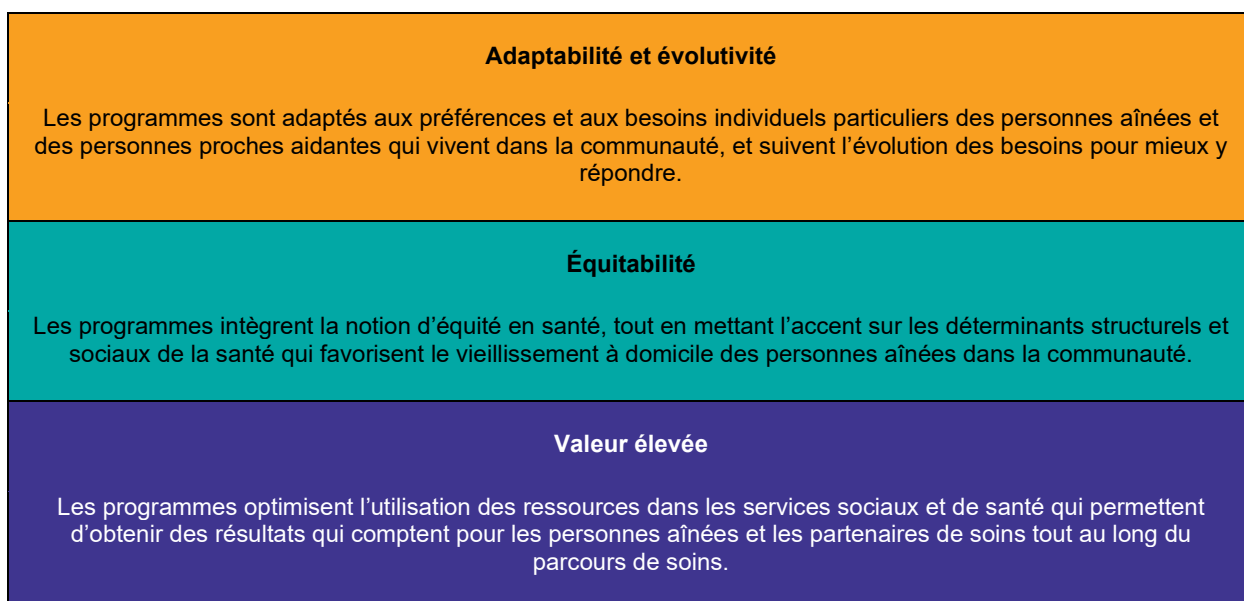 Adaptabilité et évolutivité
Les programmes sont adaptés aux préférences et aux besoins individuels particuliers des personnes aînées et
des personnes proches aidantes qui vivent dans la communauté, et suivent l’évolution des besoins pour mieux y
répondre.
Équitabilité
Les programmes intègrent la notion d’équité en santé, tout en mettant l’accent sur les déterminants structurels et
sociaux de la santé qui favorisent le vieillissement à domicile des personnes aînées dans la communauté.
Valeur élevée
Les programmes optimisent l’utilisation des ressources dans les services sociaux et de santé qui permettent
d’obtenir des résultats qui comptent pour les personnes aînées et les partenaires de soins tout au long du
parcours de soins.